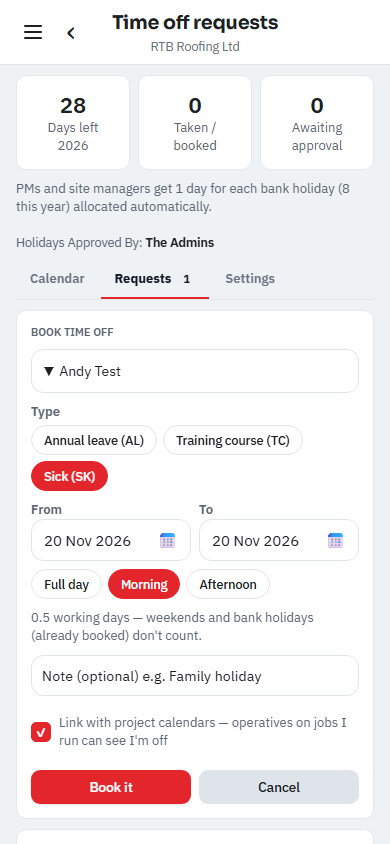 Time off requests
RTB Roofing Ltd
28
Days left
2026
0
Taken /
booked
0
Awaiting
approval
PMs and site managers get 1 day for each bank holiday (8
this year) allocated automatically.
Holidays Approved By: The Admins
Calendar Requests 1 Settings
BOOK TIME OFF
▼ Andy Test
Type
Annual leave (AL) Training course (TC)
Sick (SK)
From To
20 Nov 2026 20 Nov 2026
Full day Morning Afternoon
0.5 working days — weekends and bank holidays
(already booked) don't count.
Note (optional) e.g. Family holiday
Link with project calendars — operatives on jobs I
run can see I'm off
Book it Cancel